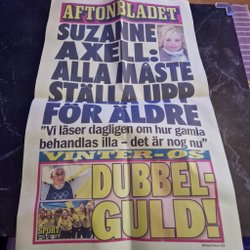 AFTONBLADET
SUZANNE
AXELL:
ALLA MÅSTE
STÄLLA UPP
FÖR ÄLDRE
"Vi läser dagligen om hur gamla
behandlas illa – det är nog nu"
VINTER-OS
DUBBEL-
GULD!
SPORT